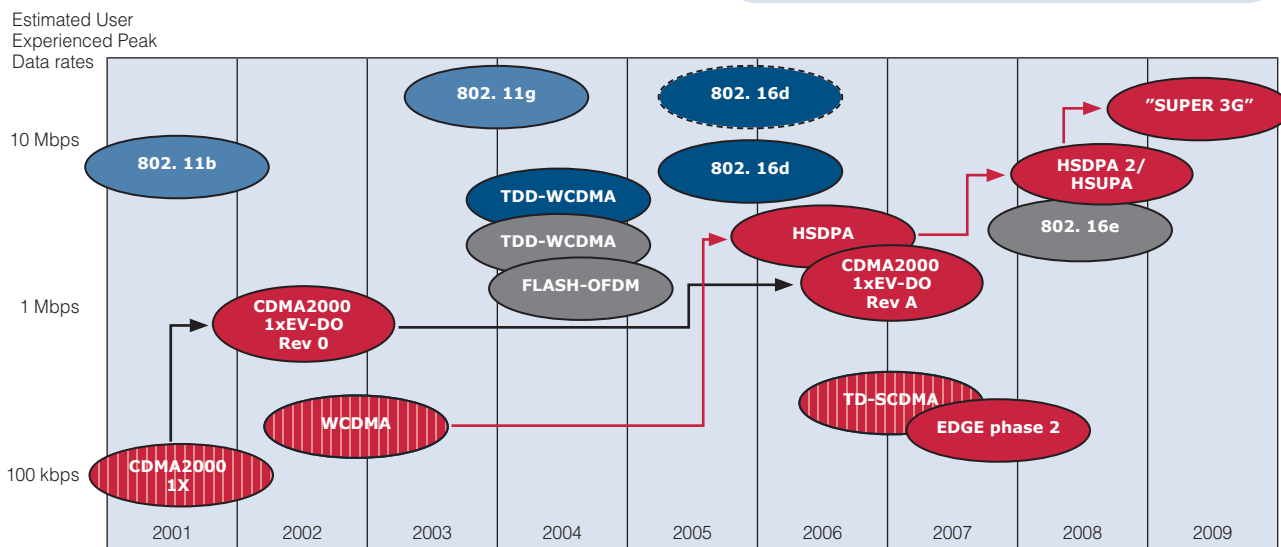 Estimated User
Experienced Peak
Data rates
802. 11g
802. 16d
"SUPER 3G"
10 Mbps
802. 11b
802. 16d
HSDPA 2/
HSUPA
TDD-WCDMA
802. 16e
TDD-WCDMA
HSDPA
FLASH-OFDM
CDMA2000
1xEV-DO
Rev A
1 Mbps
CDMA2000
1xEV-DO
Rev 0
WCDMA
TD-SCDMA
EDGE phase 2
100 kbps
CDMA2000
1X
2001
2002
2003
2004
2005
2006
2007
2008
2009